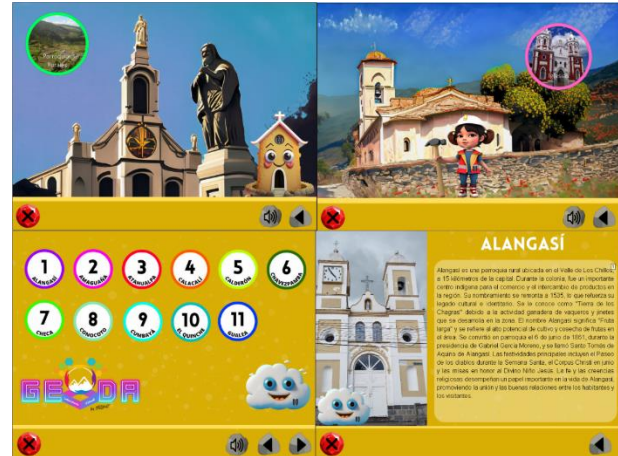 Parroquia
1
ALANGASÍ
2
AMAGUAÑA
3
ATAHUALPA
4
CALACALÍ
5
CALDERÓN
6
CHAVEZPAMBA
7
CHECA
8
CONOCOTO
9
CUMBAYÁ
10
EL QUINCHE
11
GUALEA
GEODA
ALANGASÍ
Alangasí es una parroquia rural ubicada en el Valle de Los Chillos,
a 15 kilómetros de la capital. Durante la colonia, fue un importante
centro indígena para el comercio y el intercambio de productos en
la región. Su nombramiento se remonta a 1535, lo que refuerza su
legado cultural e identitario. Se la conoce como "Tierra de los
Chagras" debido a la actividad ganadera de vaqueros y jinetes
que se desarrolla en la zona. El nombre Alangasí significa "Fruta
larga" y se refiere al alto potencial de cultivo y cosecha de frutas en
el área. Se convirtió en parroquia el 6 de junio de 1861, durante la
presidencia de Gabriel García Moreno, y se llamó Santo Tomás de
Aquino de Alangasí. Las festividades principales incluyen el Paseo
de los diablos durante la Semana Santa, el Corpus Christi en junio
y las misas en honor al Divino Niño Jesús. La fe y las creencias
religiosas desempeñan un papel importante en la vida de Alangasí,
promoviendo la unión y las buenas relaciones entre los habitantes y
los visitantes.